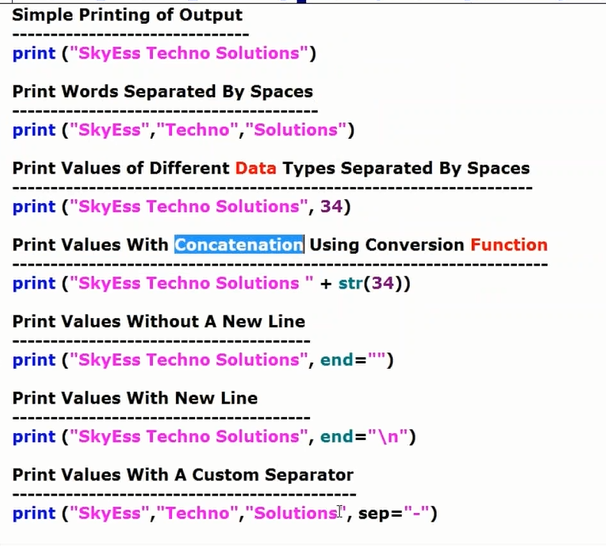 Simple Printing of Output
-------------------------------
print ("SkyEss Techno Solutions")
Print Words Separated By Spaces
----------------------------------------
print ("SkyEss","Techno","Solutions")
Print Values of Different Data Types Separated By Spaces
--------------------------------------------------------------------
print ("SkyEss Techno Solutions", 34)
Print Values With Concatenation Using Conversion Function
----------------------------------------------------------------------
print ("SkyEss Techno Solutions " + str(34))
Print Values Without A New Line
---------------------------------------
print ("SkyEss Techno Solutions", end="")
Print Values With New Line
---------------------------------------
print ("SkyEss Techno Solutions", end="\n")
Print Values With A Custom Separator
---------------------------------------------
print ("SkyEss","Techno","Solutions", sep="-")